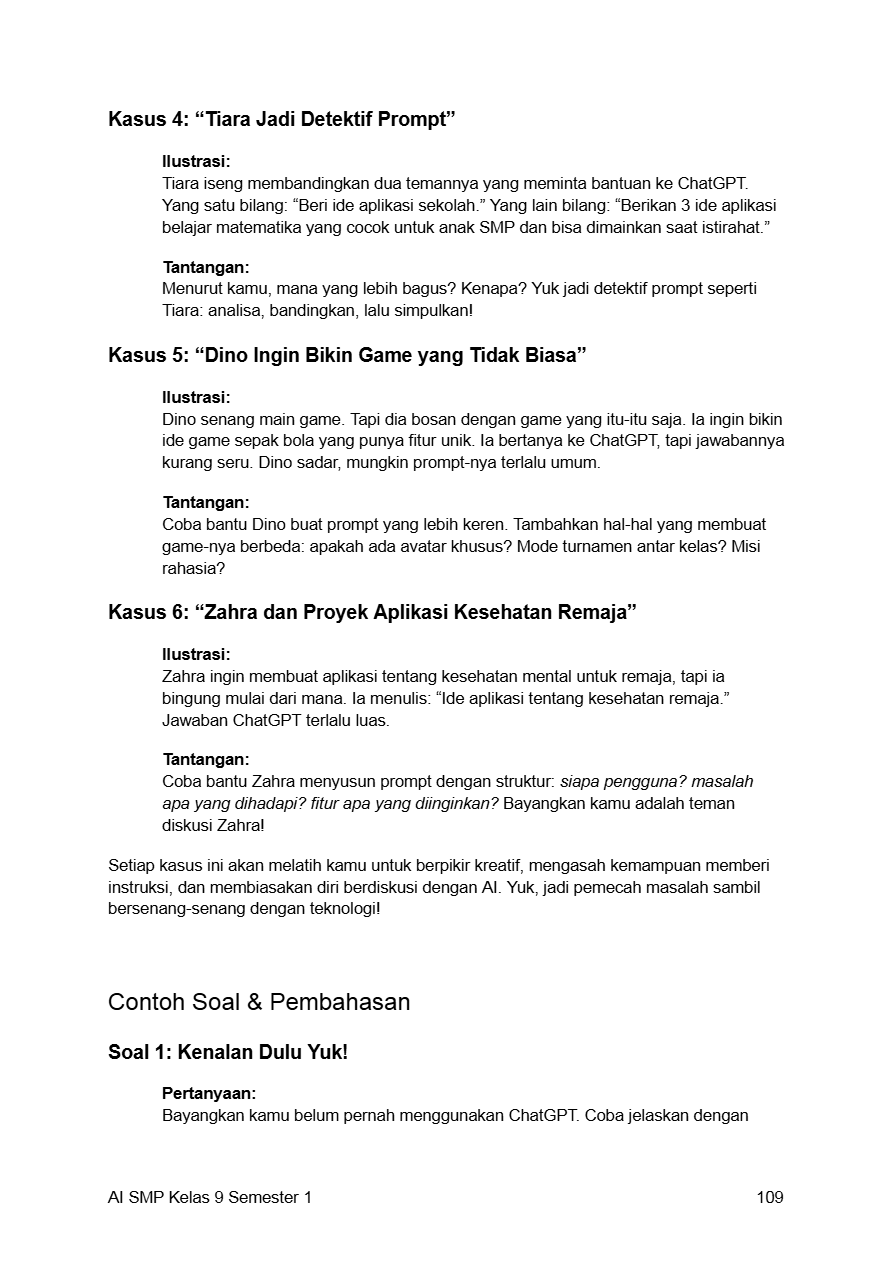 Kasus 4: “Tiara Jadi Detektif Prompt”
Ilustrasi:
Tiara iseng membandingkan dua temannya yang meminta bantuan ke ChatGPT.
Yang satu bilang: “Beri ide aplikasi sekolah.” Yang lain bilang: “Berikan 3 ide aplikasi
belajar matematika yang cocok untuk anak SMP dan bisa dimainkan saat istirahat.”
Tantangan:
Menurut kamu, mana yang lebih bagus? Kenapa? Yuk jadi detektif prompt seperti
Tiara: analisa, bandingkan, lalu simpulkan!
Kasus 5: “Dino Ingin Bikin Game yang Tidak Biasa”
Ilustrasi:
Dino senang main game. Tapi dia bosan dengan game yang itu-itu saja. Ia ingin bikin
ide game sepak bola yang punya fitur unik. Ia bertanya ke ChatGPT, tapi jawabannya
kurang seru. Dino sadar, mungkin prompt-nya terlalu umum.
Tantangan:
Coba bantu Dino buat prompt yang lebih keren. Tambahkan hal-hal yang membuat
game-nya berbeda: apakah ada avatar khusus? Mode turnamen antar kelas? Misi
rahasia?
Kasus 6: “Zahra dan Proyek Aplikasi Kesehatan Remaja”
Ilustrasi:
Zahra ingin membuat aplikasi tentang kesehatan mental untuk remaja, tapi ia
bingung mulai dari mana. Ia menulis: “Ide aplikasi tentang kesehatan remaja.”
Jawaban ChatGPT terlalu luas.
Tantangan:
Coba bantu Zahra menyusun prompt dengan struktur: siapa pengguna? masalah
apa yang dihadapi? fitur apa yang diinginkan? Bayangkan kamu adalah teman
diskusi Zahra!
Setiap kasus ini akan melatih kamu untuk berpikir kreatif, mengasah kemampuan memberi
instruksi, dan membiasakan diri berdiskusi dengan AI. Yuk, jadi pemecah masalah sambil
bersenang-senang dengan teknologi!
Contoh Soal & Pembahasan
Soal 1: Kenalan Dulu Yuk!
Pertanyaan:
Bayangkan kamu belum pernah menggunakan ChatGPT. Coba jelaskan dengan
AI SMP Kelas 9 Semester 1 109